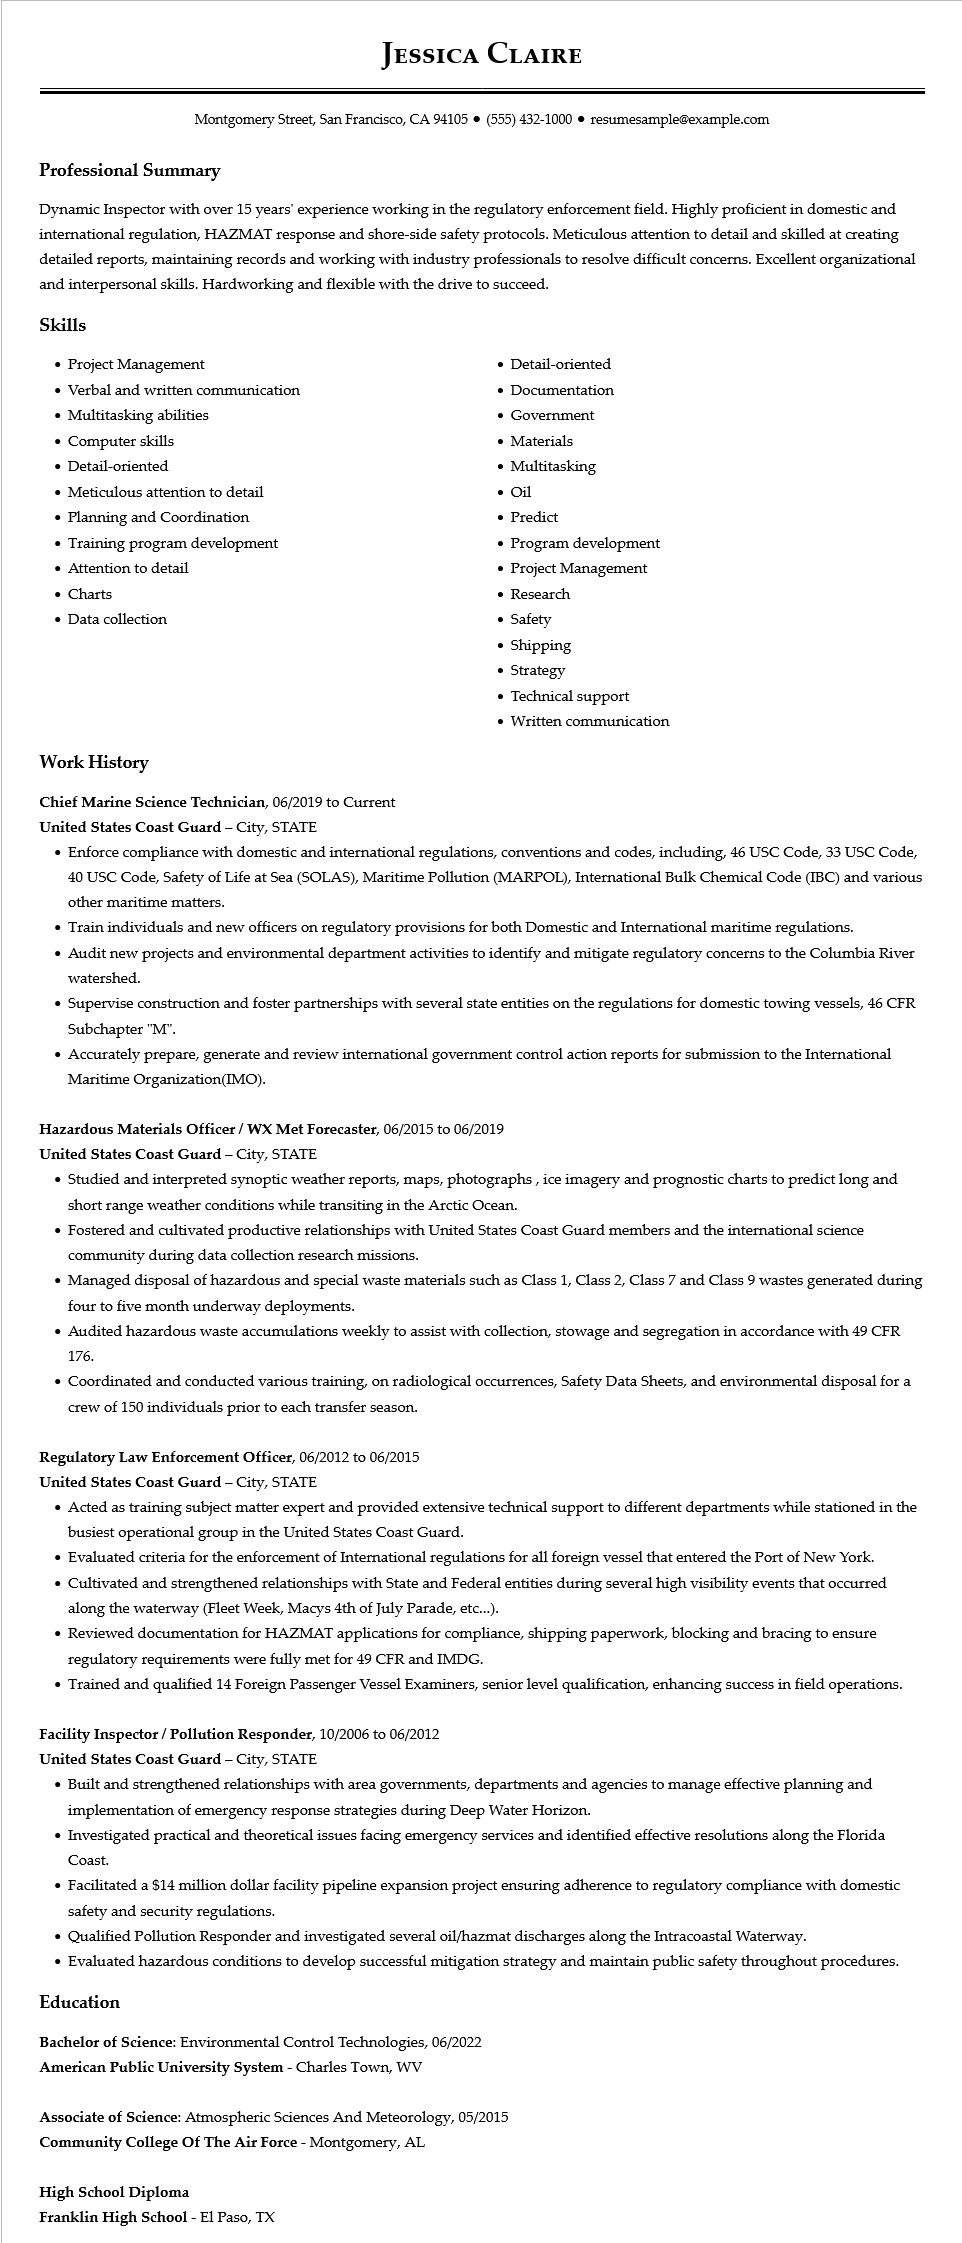 Jessica Claire
Montgomery Street, San Francisco, CA 94105 ● (555) 432-1000 ● resumesample@example.com
Professional Summary
Dynamic Inspector with over 15 years' experience working in the regulatory enforcement field. Highly proficient in domestic and
international regulation, HAZMAT response and shore-side safety protocols. Meticulous attention to detail and skilled at creating
detailed reports, maintaining records and working with industry professionals to resolve difficult concerns. Excellent organizational
and interpersonal skills. Hardworking and flexible with the drive to succeed.
Skills
• Project Management
• Verbal and written communication
• Multitasking abilities
• Computer skills
• Detail-oriented
• Meticulous attention to detail
• Planning and Coordination
• Training program development
• Attention to detail
• Charts
• Data collection
• Detail-oriented
• Documentation
• Government
• Materials
• Multitasking
• Oil
• Predict
• Program development
• Project Management
• Research
• Safety
• Shipping
• Strategy
• Technical support
• Written communication
Work History
Chief Marine Science Technician, 06/2019 to Current
United States Coast Guard – City, STATE
• Enforce compliance with domestic and international regulations, conventions and codes, including, 46 USC Code, 33 USC Code,
40 USC Code, Safety of Life at Sea (SOLAS), Maritime Pollution (MARPOL), International Bulk Chemical Code (IBC) and various
other maritime matters.
• Train individuals and new officers on regulatory provisions for both Domestic and International maritime regulations.
• Audit new projects and environmental department activities to identify and mitigate regulatory concerns to the Columbia River
watershed.
• Supervise construction and foster partnerships with several state entities on the regulations for domestic towing vessels, 46 CFR
Subchapter "M".
• Accurately prepare, generate and review international government control action reports for submission to the International
Maritime Organization(IMO).
Hazardous Materials Officer / WX Met Forecaster, 06/2015 to 06/2019
United States Coast Guard – City, STATE
• Studied and interpreted synoptic weather reports, maps, photographs , ice imagery and prognostic charts to predict long and
short range weather conditions while transiting in the Arctic Ocean.
• Fostered and cultivated productive relationships with United States Coast Guard members and the international science
community during data collection research missions.
• Managed disposal of hazardous and special waste materials such as Class 1, Class 2, Class 7 and Class 9 wastes generated during
four to five month underway deployments.
• Audited hazardous waste accumulations weekly to assist with collection, stowage and segregation in accordance with 49 CFR
176.
• Coordinated and conducted various training, on radiological occurrences, Safety Data Sheets, and environmental disposal for a
crew of 150 individuals prior to each transfer season.
Regulatory Law Enforcement Officer, 06/2012 to 06/2015
United States Coast Guard – City, STATE
• Acted as training subject matter expert and provided extensive technical support to different departments while stationed in the
busiest operational group in the United States Coast Guard.
• Evaluated criteria for the enforcement of International regulations for all foreign vessel that entered the Port of New York.
• Cultivated and strengthened relationships with State and Federal entities during several high visibility events that occurred
along the waterway (Fleet Week, Macys 4th of July Parade, etc...).
• Reviewed documentation for HAZMAT applications for compliance, shipping paperwork, blocking and bracing to ensure
regulatory requirements were fully met for 49 CFR and IMDG.
• Trained and qualified 14 Foreign Passenger Vessel Examiners, senior level qualification, enhancing success in field operations.
Facility Inspector / Pollution Responder, 10/2006 to 06/2012
United States Coast Guard – City, STATE
• Built and strengthened relationships with area governments, departments and agencies to manage effective planning and
implementation of emergency response strategies during Deep Water Horizon.
• Investigated practical and theoretical issues facing emergency services and identified effective resolutions along the Florida
Coast.
• Facilitated a $14 million dollar facility pipeline expansion project ensuring adherence to regulatory compliance with domestic
safety and security regulations.
• Qualified Pollution Responder and investigated several oil/hazmat discharges along the Intracoastal Waterway.
• Evaluated hazardous conditions to develop successful mitigation strategy and maintain public safety throughout procedures.
Education
Bachelor of Science: Environmental Control Technologies, 06/2022
American Public University System - Charles Town, WV
Associate of Science: Atmospheric Sciences And Meteorology, 05/2015
Community College Of The Air Force - Montgomery, AL
High School Diploma
Franklin High School - El Paso, TX